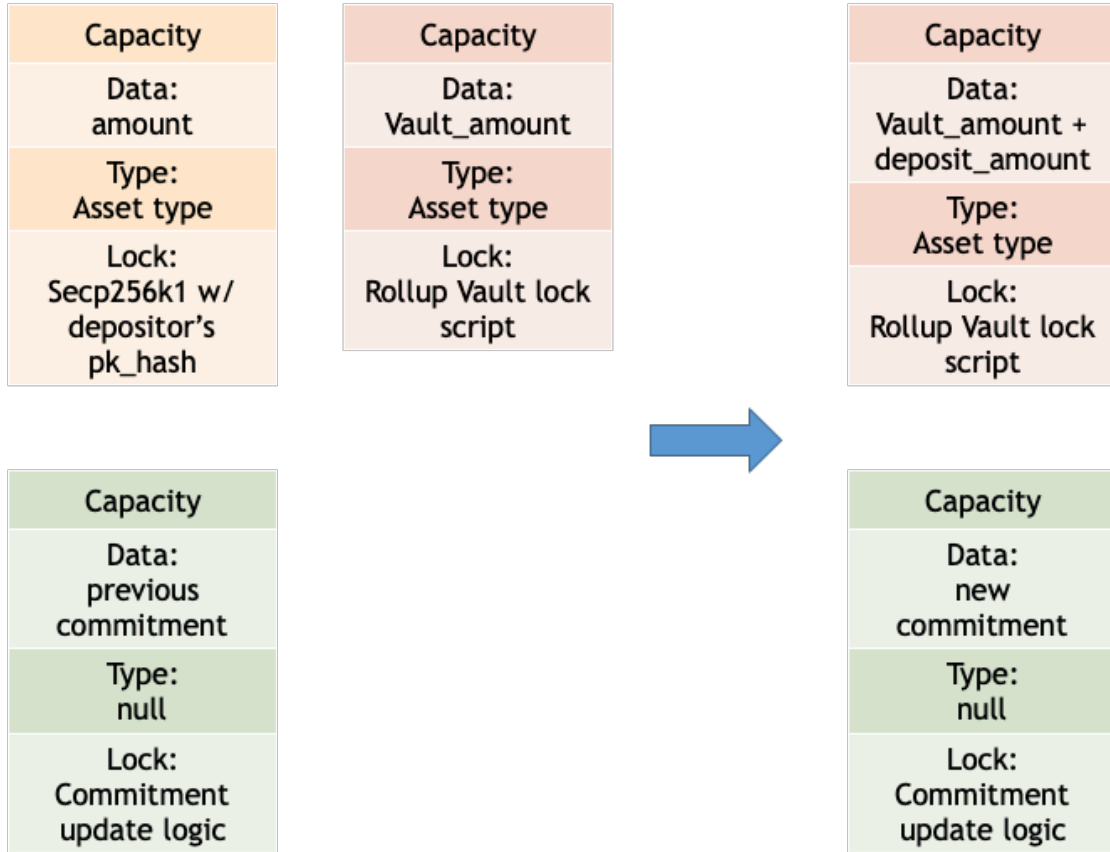 Capacity
Data:
amount
Type:
Asset type
Lock:
Secp256k1 w/
depositor’s
pk_hash
Capacity
Data:
Vault_amount
Type:
Asset type
Lock:
Rollup Vault lock
script
Capacity
Data:
Vault_amount +
deposit_amount
Type:
Asset type
Lock:
Rollup Vault lock
script
Capacity
Data:
previous
commitment
Type:
null
Lock:
Commitment
update logic
Capacity
Data:
new
commitment
Type:
null
Lock:
Commitment
update logic